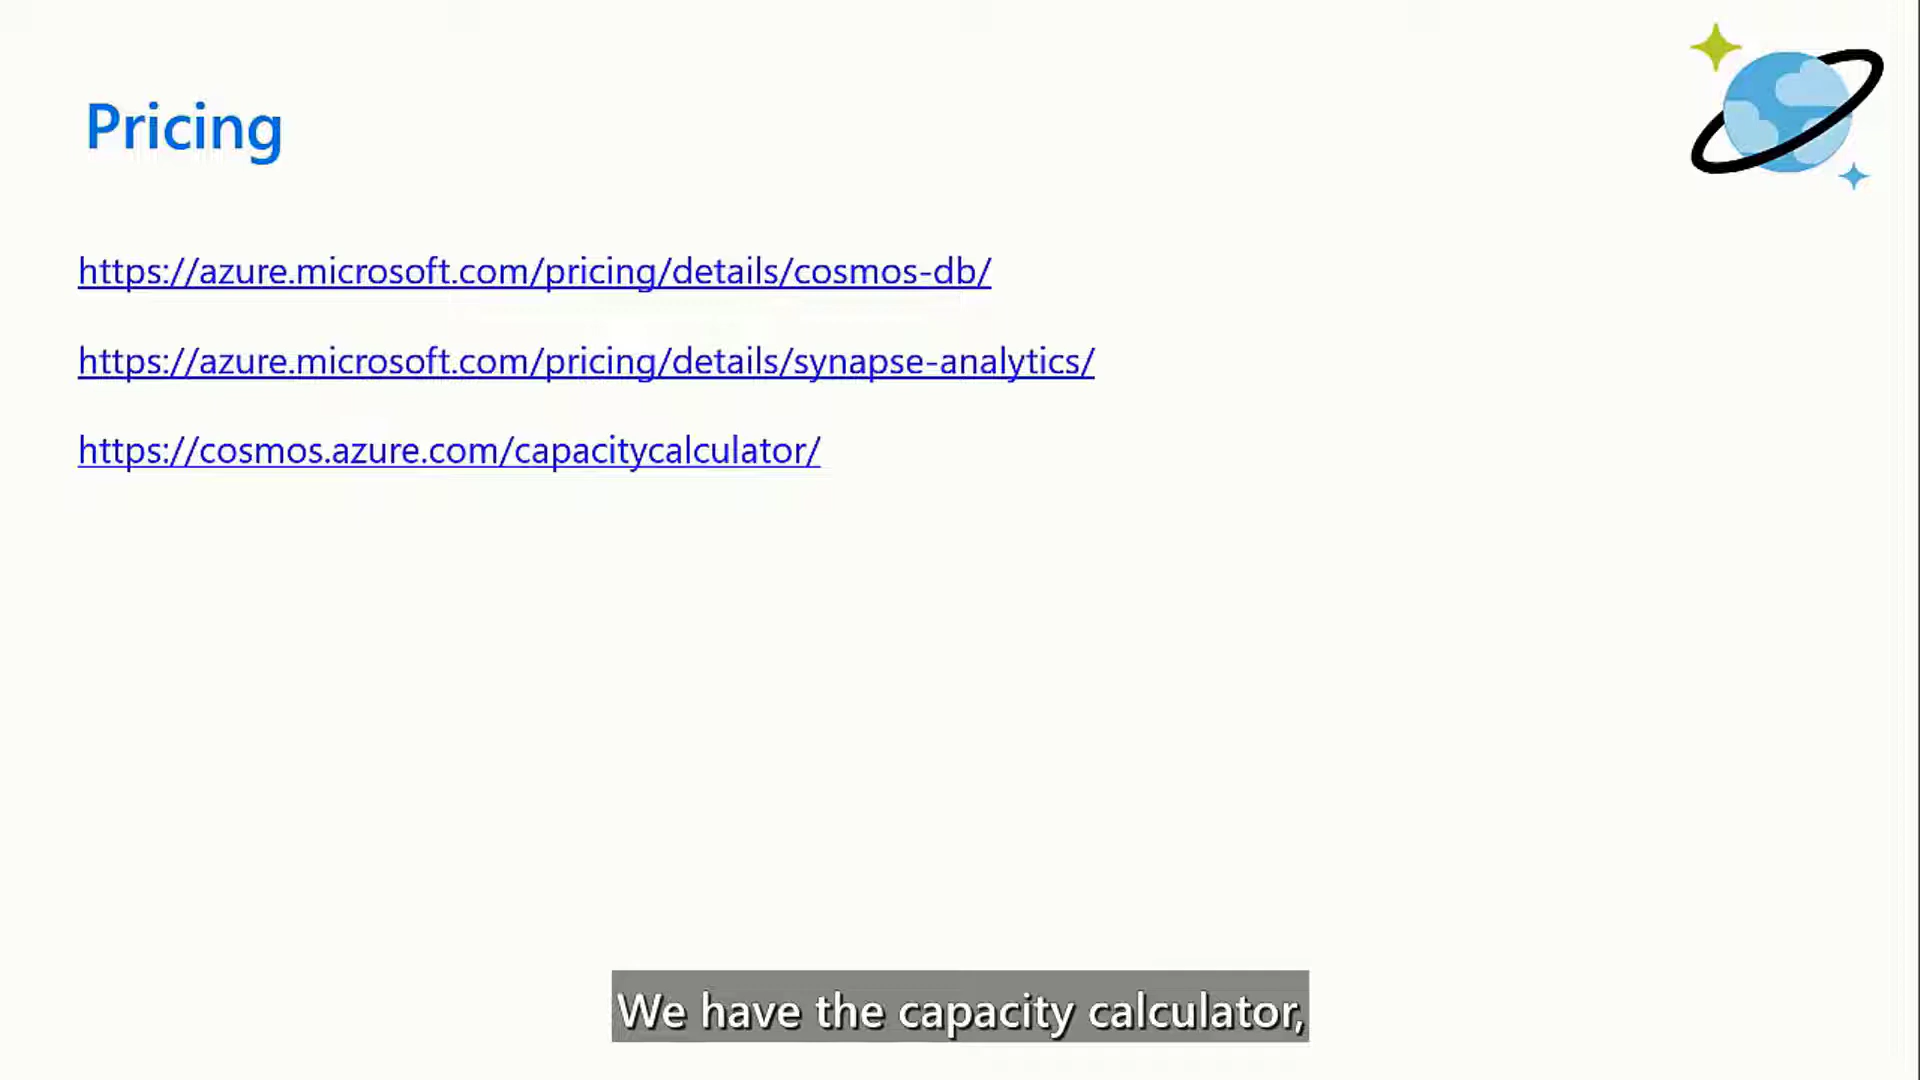 Pricing
https://azure.microsoft.com/pricing/details/cosmos-db/
https://azure.microsoft.com/pricing/details/synapse-analytics/
https://cosmos.azure.com/capacitycalculator/
We have the capacity calculator,